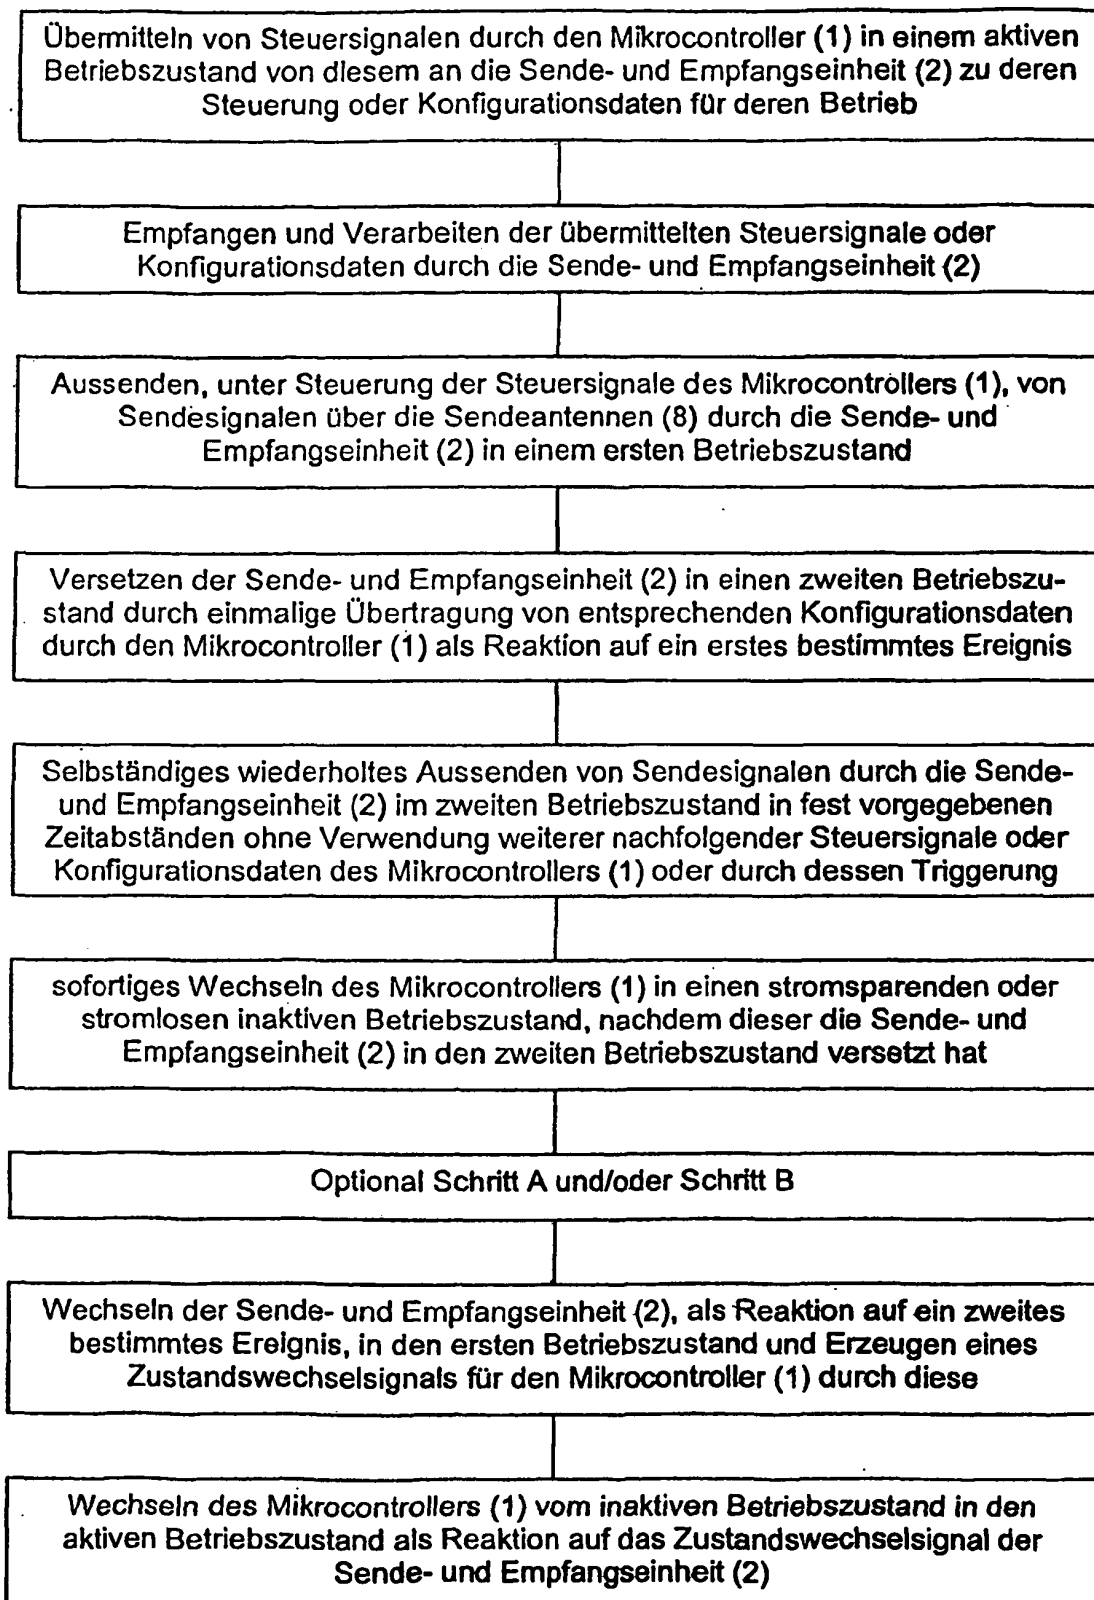 Übermitteln von Steuersignalen durch den Mikrocontroller (1) in einem aktiven
Betriebszustand von diesem an die Sende- und Empfangseinheit (2) zu deren
Steuerung oder Konfigurationsdaten für deren Betrieb
Empfangen und Verarbeiten der übermittelten Steuersignale oder
Konfigurationsdaten durch die Sende- und Empfangseinheit (2)
Aussenden, unter Steuerung der Steuersignale des Mikrocontrollers (1), von
Sendesignalen über die Sendeantennen (8) durch die Sende- und
Empfangseinheit (2) in einem ersten Betriebszustand
Versetzen der Sende- und Empfangseinheit (2) in einen zweiten Betriebszu-
stand durch einmalige Übertragung von entsprechenden Konfigurationsdaten
durch den Mikrocontroller (1) als Reaktion auf ein erstes bestimmtes Ereignis
Selbständiges wiederholtes Aussenden von Sendesignalen durch die Sende-
und Empfangseinheit (2) im zweiten Betriebszustand in fest vorgegebenen
Zeitabständen ohne Verwendung weiterer nachfolgender Steuersignale oder
Konfigurationsdaten des Mikrocontrollers (1) oder durch dessen Triggerung
sofortiges Wechseln des Mikrocontrollers (1) in einen stromsparenden oder
stromlosen inaktiven Betriebszustand, nachdem dieser die Sende- und
Empfangseinheit (2) in den zweiten Betriebszustand versetzt hat
Optional Schritt A und/oder Schritt B
Wechseln der Sende- und Empfangseinheit (2), als Reaktion auf ein zweites
bestimmtes Ereignis, in den ersten Betriebszustand und Erzeugen eines
Zustandswechselsignals für den Mikrocontroller (1) durch diese
Wechseln des Mikrocontrollers (1) vom inaktiven Betriebszustand in den
aktiven Betriebszustand als Reaktion auf das Zustandswechselsignal der
Sende- und Empfangseinheit (2)